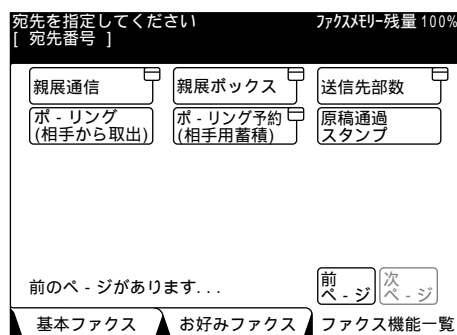 宛先を指定してください ﾌｧｸｽﾒﾓﾘｰ残量100%
[ 宛先番号 ]
親展通信 親展ボックス 送信先部数
ポ-リング
(相手から取出)
ポ-リング予約
(相手用蓄積)
原稿通過
スタンプ
前のペ-ジがあります...
前
ペ-ジ
次
ペ-ジ
基本ファクス お好みファクス ファクス機能一覧